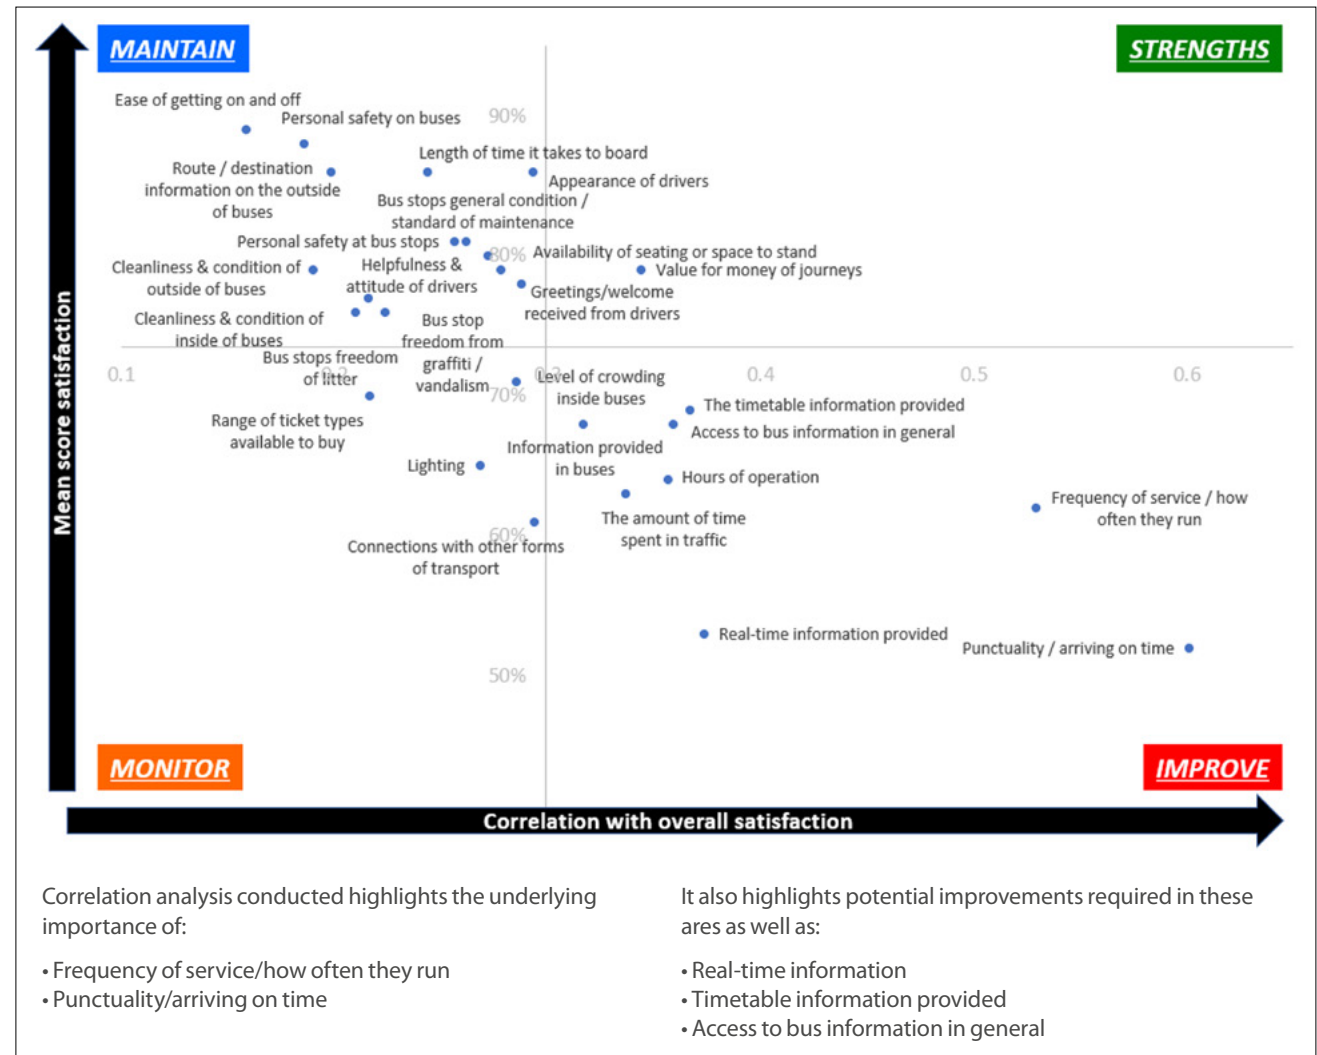 MAINTAIN
STRENGTHS
Ease of getting on and off
Personal safety on buses
90%
Length of time it takes to board
Route / destination
information on the outside
of buses
Appearance of drivers
Bus stops general condition /
standard of maintenance
Personal safety at bus stops
80%
Availability of seating or space to stand
Cleanliness & condition of
outside of buses
Helpfulness &
attitude of drivers
Value for money of journeys
Greetings/welcome
received from drivers
Cleanliness & condition of
inside of buses
Bus stop
freedom from
graffiti /
vandalism
Bus stops freedom
of litter
0.1
0.2
0.3
0.4
0.5
0.6
70%
Level of crowding
inside buses
Range of ticket types
available to buy
The timetable information provided
Access to bus information in general
Information provided
in buses
Lighting
Hours of operation
The amount of time
spent in traffic
Frequency of service / how
often they run
60%
Connections with other forms
of transport
Real-time information provided
Punctuality / arriving on time
50%
Mean score satisfaction
MONITOR
IMPROVE
Correlation with overall satisfaction
Correlation analysis conducted highlights the underlying
importance of:
• Frequency of service/how often they run
• Punctuality/arriving on time
It also highlights potential improvements required in these
ares as well as:
• Real-time information
• Timetable information provided
• Access to bus information in general